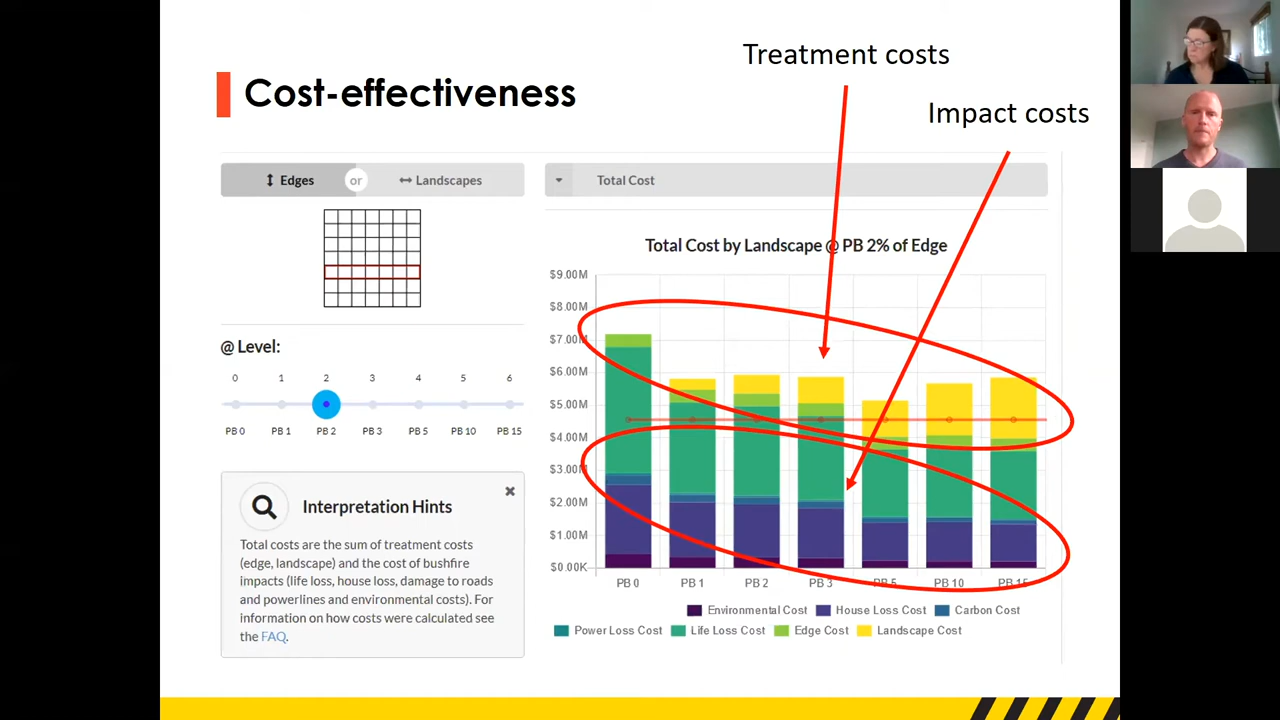 Treatment costs
Cost-effectiveness
Impact costs
Edges or Landscapes
Total Cost
Total Cost by Landscape @ PB 2% of Edge
@ Level:
0 1 2 3 4 5 6
PB 0 PB 1 PB 2 PB 3 PB 5 PB 10 PB 15
Interpretation Hints
Total costs are the sum of treatment costs
(edge, landscape) and the cost of bushfire
impacts (life loss, house loss, damage to roads
and powerlines and environmental costs). For
information on how costs were calculated see
the FAQ.
$9.00M
$8.00M
$7.00M
$6.00M
$5.00M
$4.00M
$3.00M
$2.00M
$1.00M
$0.00K
PB 0 PB 1 PB 2 PB 3 PB 5 PB 10 PB 15
Environmental Cost House Loss Cost Carbon Cost
Power Loss Cost Life Loss Cost Edge Cost Landscape Cost